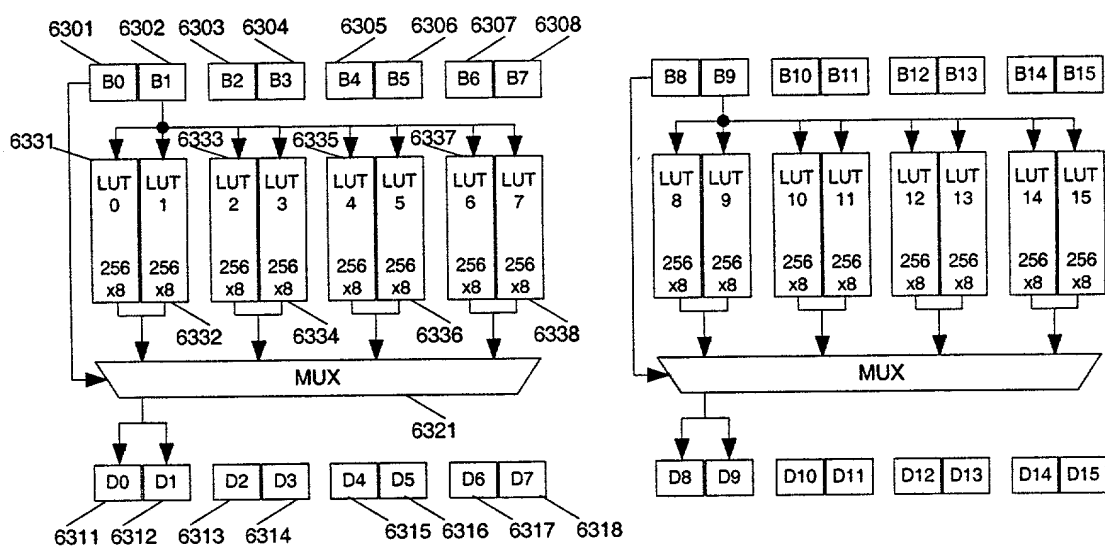 6301 6302 6303 6304 6305 6306 6307 6308
B0 B1 B2 B3 B4 B5 B6 B7 B8 B9 B10 B11 B12 B13 B14 B15
6331 6333 6335 6337
LUT LUT LUT LUT LUT LUT LUT LUT LUT LUT LUT LUT LUT LUT LUT LUT
0 1 2 3 4 5 6 7 8 9 10 11 12 13 14 15
256 256 256 256 256 256 256 256 256 256 256 256 256 256 256 256
x8 x8 x8 x8 x8 x8 x8 x8 x8 x8 x8 x8 x8 x8 x8 x8
6332 6334 6336 6338
MUX MUX
6321
D0 D1 D2 D3 D4 D5 D6 D7 D8 D9 D10 D11 D12 D13 D14 D15
6311 6312 6313 6314 6315 6316 6317 6318